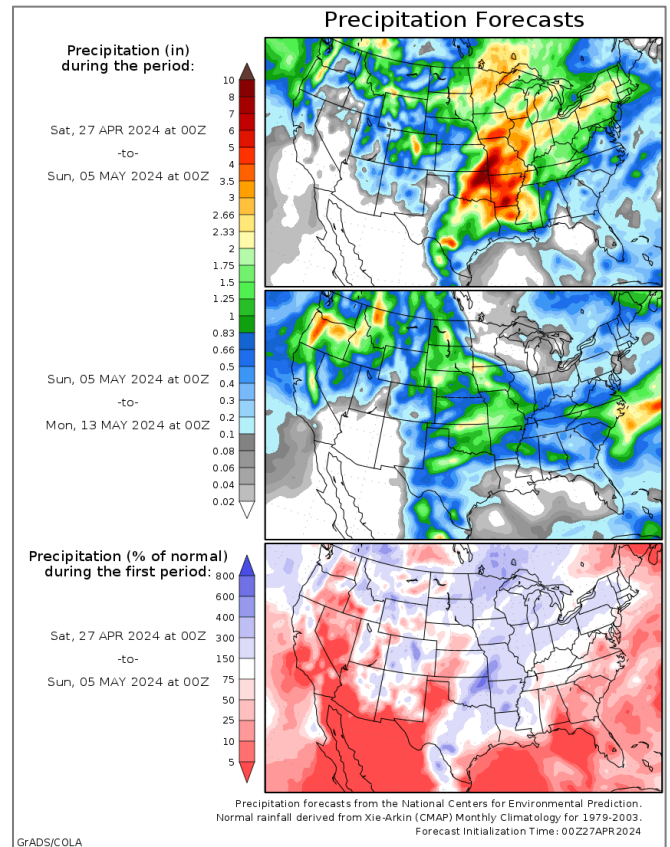 Precipitation Forecasts
Precipitation (in)
during the period:
Sat, 27 APR 2024 at 00Z
-to-
Sun, 05 MAY 2024 at 00Z
10
8
7
6
5
4
3.5
3
2.66
2.33
2
1.75
1.5
1.25
1
0.83
0.66
0.5
0.4
0.3
0.2
0.1
0.08
0.06
0.04
0.02
Sun, 05 MAY 2024 at 00Z
-to-
Mon, 13 MAY 2024 at 00Z
Precipitation (% of normal)
during the first period:
Sat, 27 APR 2024 at 00Z
-to-
Sun, 05 MAY 2024 at 00Z
800
600
400
300
150
75
50
25
10
5
Precipitation forecasts from the National Centers for Environmental Prediction.
Normal rainfall derived from Xie-Arkin (CMAP) Monthly Climatology for 1979-2003.
Forecast Initialization Time: 00Z27APR2024
GrADS/COLA